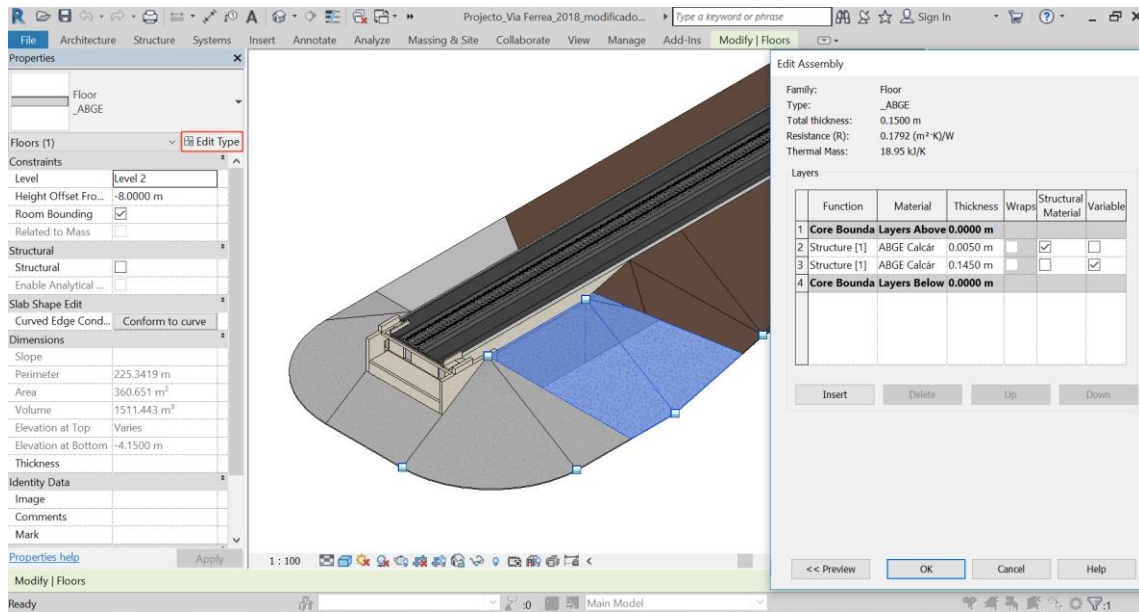 Projecto_Via Ferrea_2018_modificado...
Type a keyword or phrase
Sign In
File Architecture Structure Systems Insert Annotate Analyze Massing & Site Collaborate View Manage Add-Ins Modify | Floors
Properties
Floor
_ABGE
Floors (1)
Edit Type
Constraints
Level Level 2
Height Offset Fro... -8.0000 m
Room Bounding
Related to Mass
Structural
Structural
Enable Analytical ...
Slab Shape Edit
Curved Edge Cond... Conform to curve
Dimensions
Slope
Perimeter 225.3419 m
Area 360.651 m²
Volume 1511.443 m³
Elevation at Top Varies
Elevation at Bottom -4.1500 m
Thickness
Identity Data
Image
Comments
Mark
Properties help
Apply
Modify | Floors
Ready
1 : 100
:0
Main Model
:1
Edit Assembly
Family: Floor
Type: _ABGE
Total thickness: 0.1500 m
Resistance (R): 0.1792 (m²·K)/W
Thermal Mass: 18.95 kJ/K
Layers
Function Material Thickness Wraps Structural Material Variable
1 Core Bounda Layers Above 0.0000 m
2 Structure [1] ABGE Calcár 0.0050 m
3 Structure [1] ABGE Calcár 0.1450 m
4 Core Bounda Layers Below 0.0000 m
Insert Delete Up Down
<< Preview OK Cancel Help